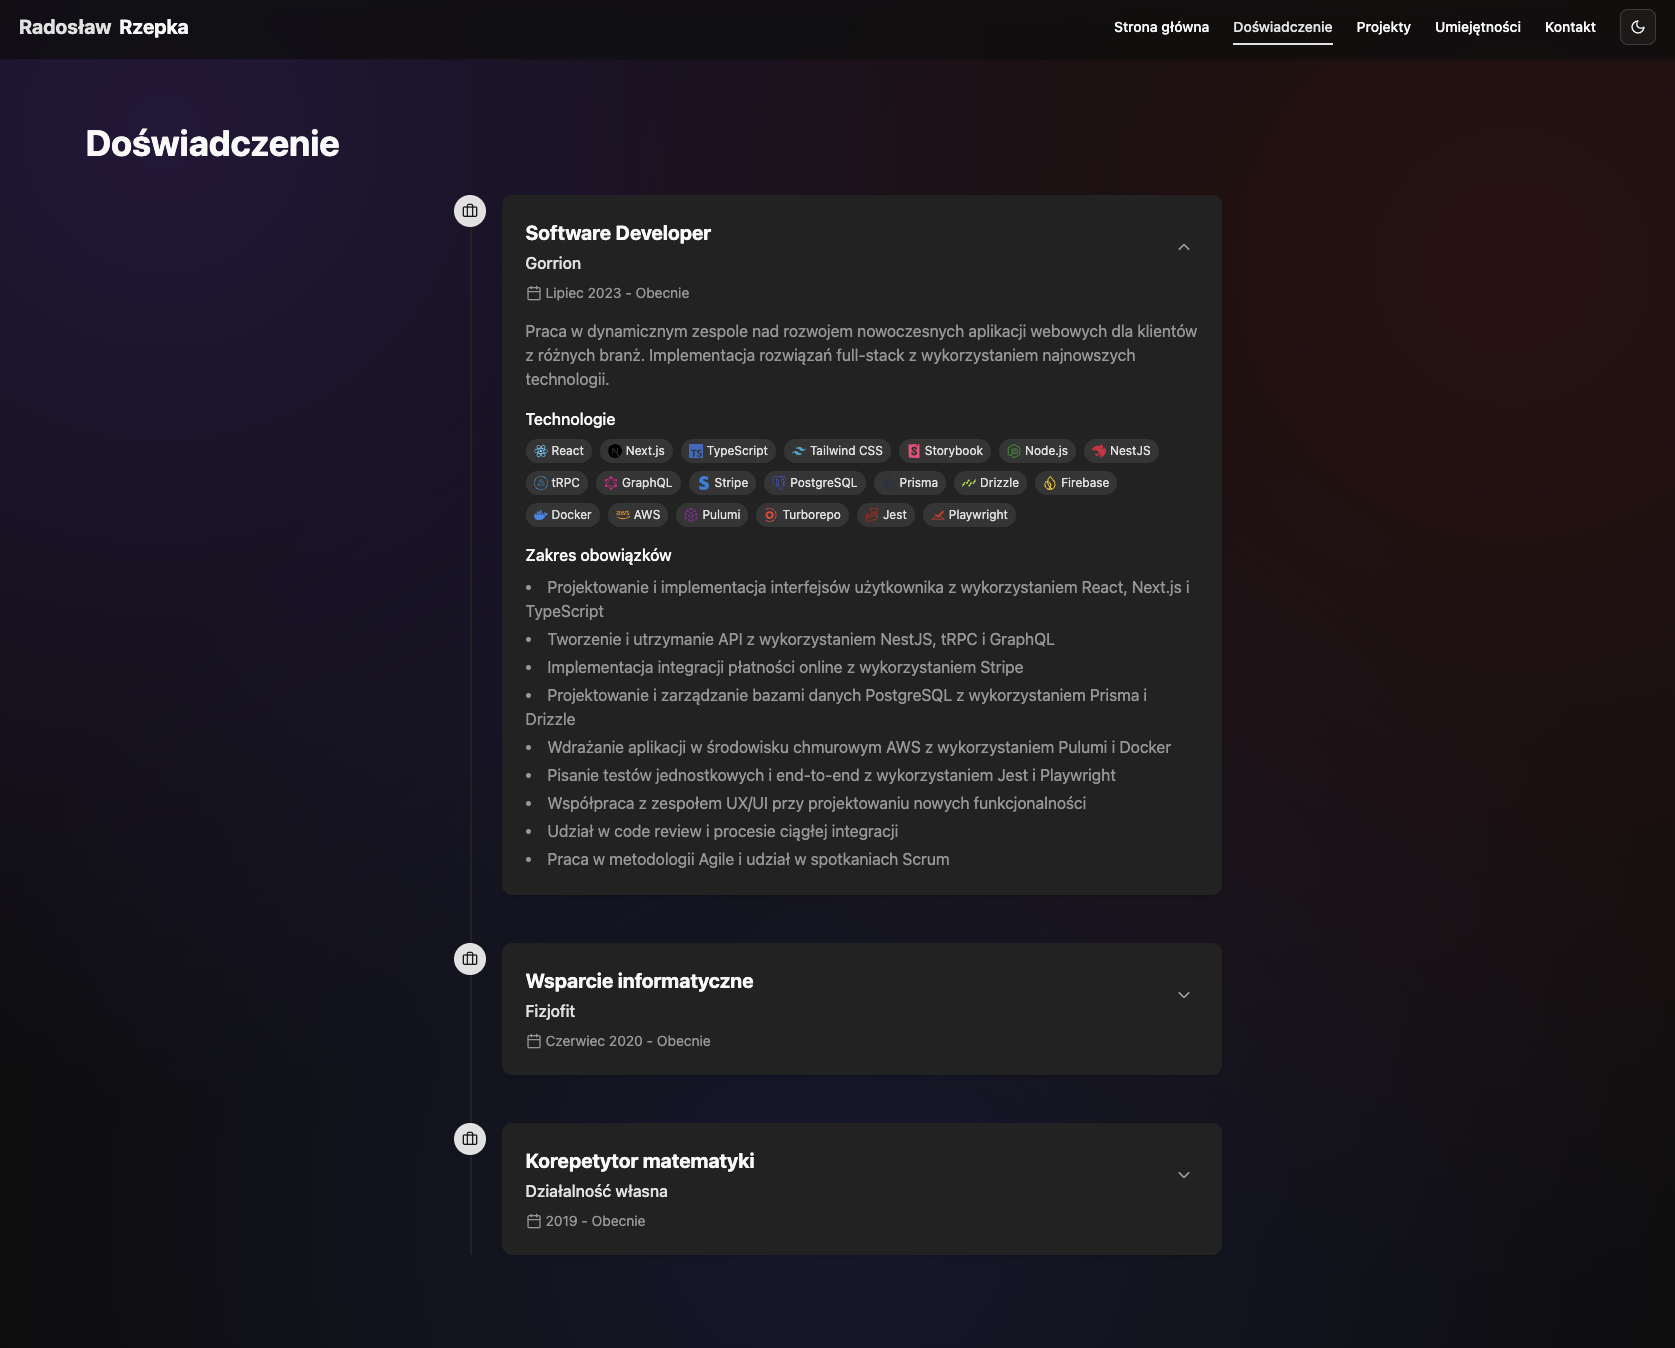 Radosław Rzepka
Strona główna Doświadczenie Projekty Umiejętności Kontakt
Doświadczenie
Software Developer
Gorrion
Lipiec 2023 - Obecnie
Praca w dynamicznym zespole nad rozwojem nowoczesnych aplikacji webowych dla klientów
z różnych branż. Implementacja rozwiązań full-stack z wykorzystaniem najnowszych
technologii.
Technologie
React Next.js TypeScript Tailwind CSS Storybook Node.js NestJS
tRPC GraphQL Stripe PostgreSQL Prisma Drizzle Firebase
Docker AWS Pulumi Turborepo Jest Playwright
Zakres obowiązków
• Projektowanie i implementacja interfejsów użytkownika z wykorzystaniem React, Next.js i
TypeScript
• Tworzenie i utrzymanie API z wykorzystaniem NestJS, tRPC i GraphQL
• Implementacja integracji płatności online z wykorzystaniem Stripe
• Projektowanie i zarządzanie bazami danych PostgreSQL z wykorzystaniem Prisma i
Drizzle
• Wdrażanie aplikacji w środowisku chmurowym AWS z wykorzystaniem Pulumi i Docker
• Pisanie testów jednostkowych i end-to-end z wykorzystaniem Jest i Playwright
• Współpraca z zespołem UX/UI przy projektowaniu nowych funkcjonalności
• Udział w code review i procesie ciągłej integracji
• Praca w metodologii Agile i udział w spotkaniach Scrum
Wsparcie informatyczne
Fizjofit
Czerwiec 2020 - Obecnie
Korepetytor matematyki
Działalność własna
2019 - Obecnie